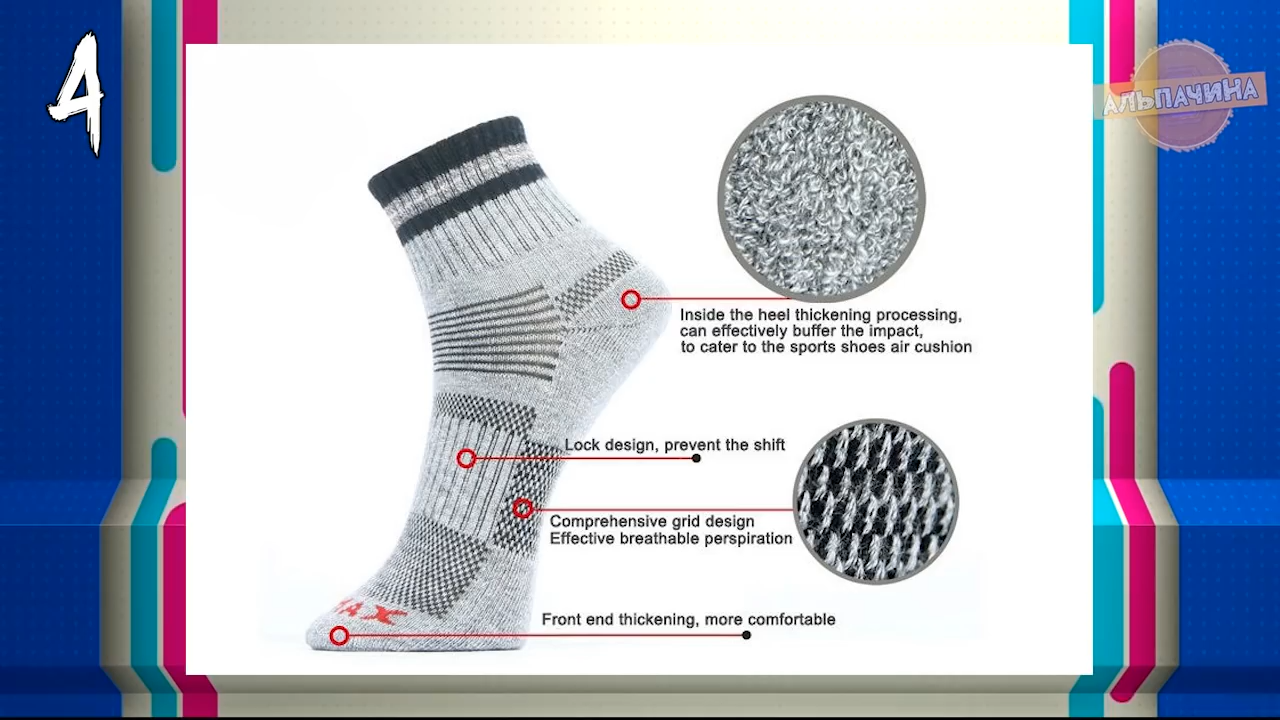 4
АЛЬПАЧИНА
Inside the heel thickening processing,
can effectively buffer the impact,
to cater to the sports shoes air cushion
Lock design, prevent the shift
Comprehensive grid design
Effective breathable perspiration
Front end thickening, more comfortable